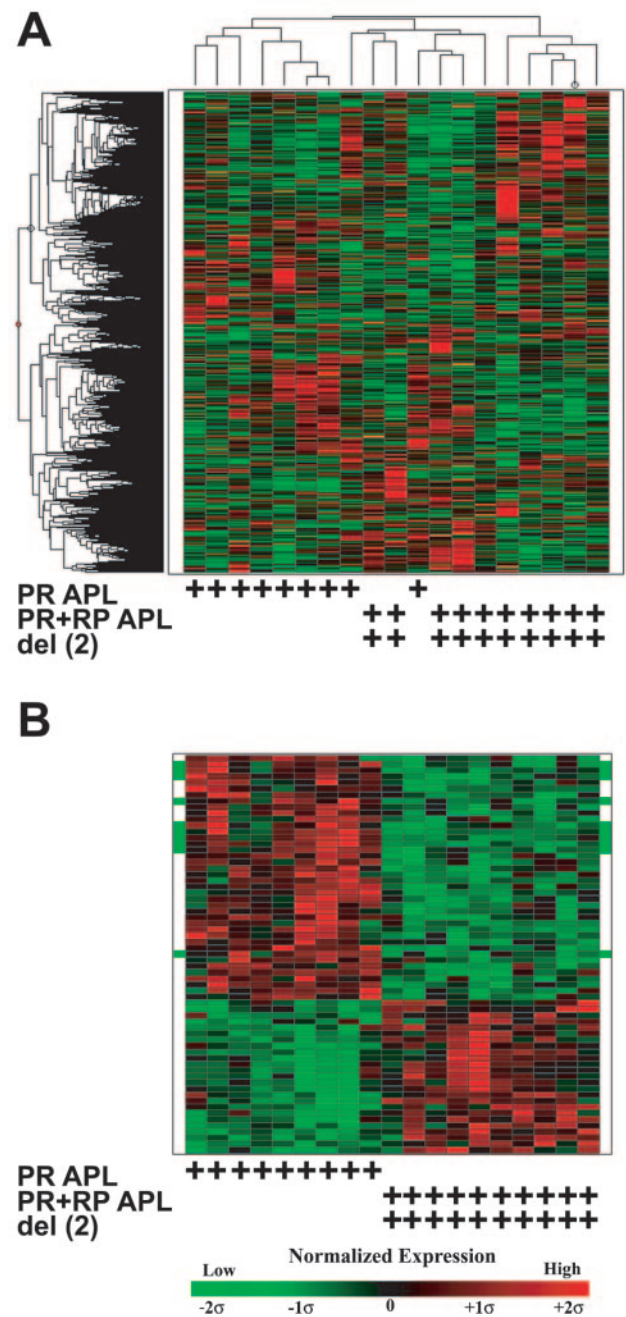 A
PR APL + + + + + + + + +
PR+RP APL + + + + + + + + + +
del (2) + + + + + + + + + +
B
PR APL + + + + + + + + +
PR+RP APL + + + + + + + + + +
del (2) + + + + + + + + + +
Normalized Expression
Low High
-2σ -1σ 0 +1σ +2σ